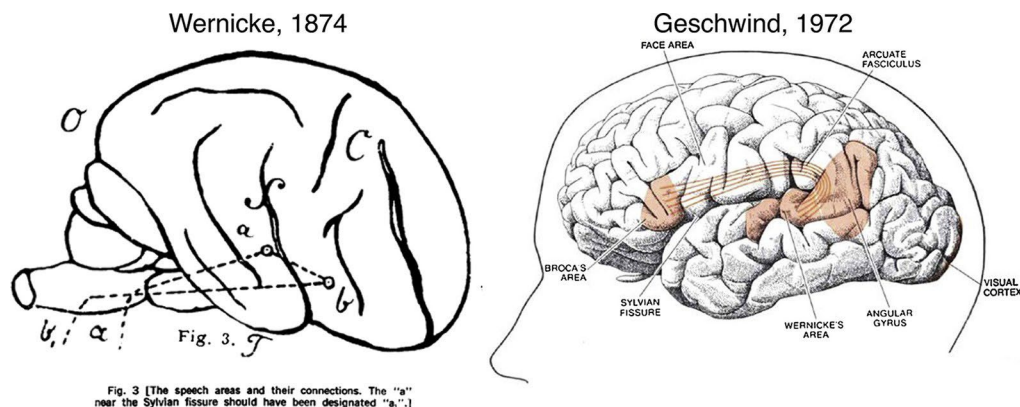 Wernicke, 1874
O
C
S
a
b
b, a
Fig. 3. T
Fig. 3 [The speech areas and their connections. The "a"
near the Sylvian fissure should have been designated "a,".]
Geschwind, 1972
FACE AREA
ARCUATE
FASCICULUS
BROCA'S
AREA
SYLVIAN
FISSURE
WERNICKE'S
AREA
ANGULAR
GYRUS
VISUAL
CORTEX